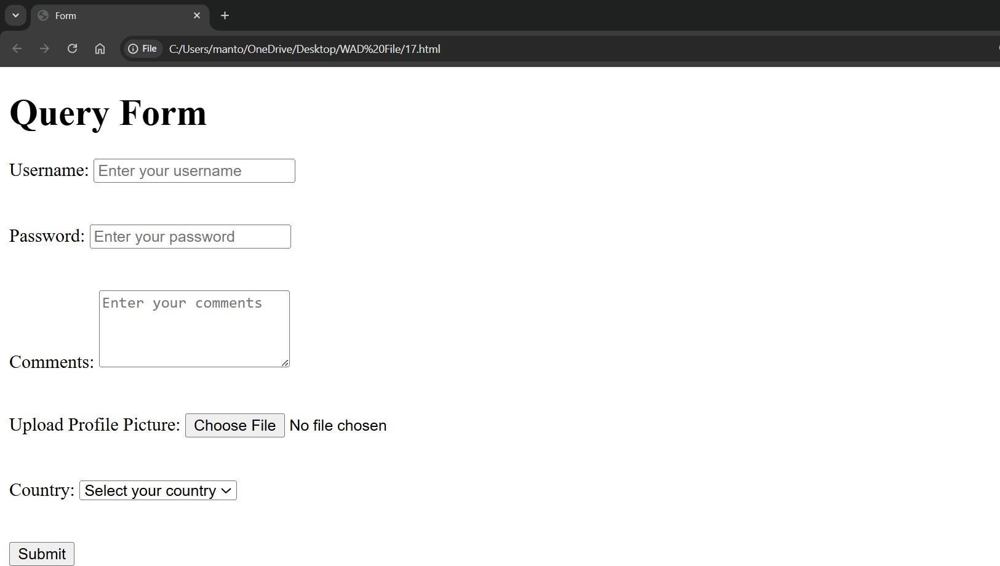 Form
File C:/Users/manto/OneDrive/Desktop/WAD%20File/17.html
Query Form
Username: Enter your username
Password: Enter your password
Enter your comments
Comments:
Upload Profile Picture: Choose File No file chosen
Country: Select your country
Submit